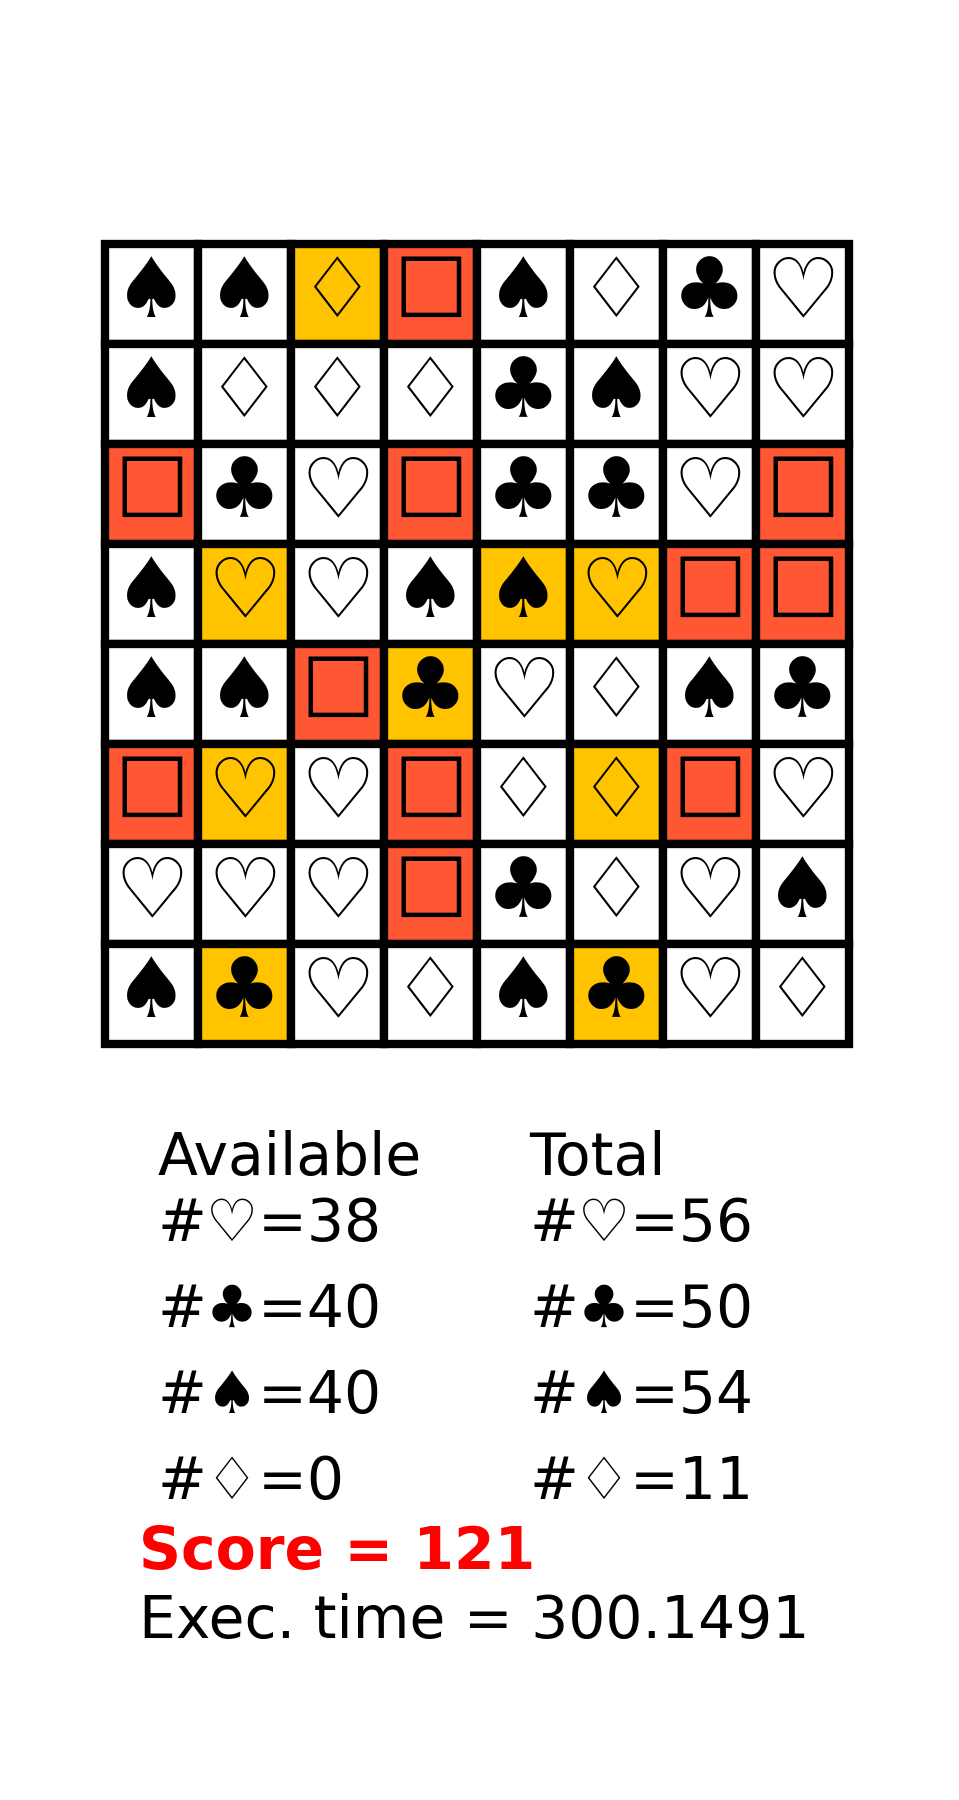 ♠ ♠ ♢ □ ♠ ♢ ♣ ♡
♠ ♢ ♢ ♢ ♣ ♠ ♡ ♡
□ ♣ ♡ □ ♣ ♣ ♡ □
♠ ♡ ♡ ♠ ♠ ♡ □ □
♠ ♠ □ ♣ ♡ ♢ ♠ ♣
□ ♡ ♡ □ ♢ ♢ □ ♡
♡ ♡ ♡ □ ♣ ♢ ♡ ♠
♠ ♣ ♡ ♢ ♠ ♣ ♡ ♢
Available Total
#♡=38 #♡=56
#♣=40 #♣=50
#♠=40 #♠=54
#♢=0 #♢=11
Score = 121
Exec. time = 300.1491